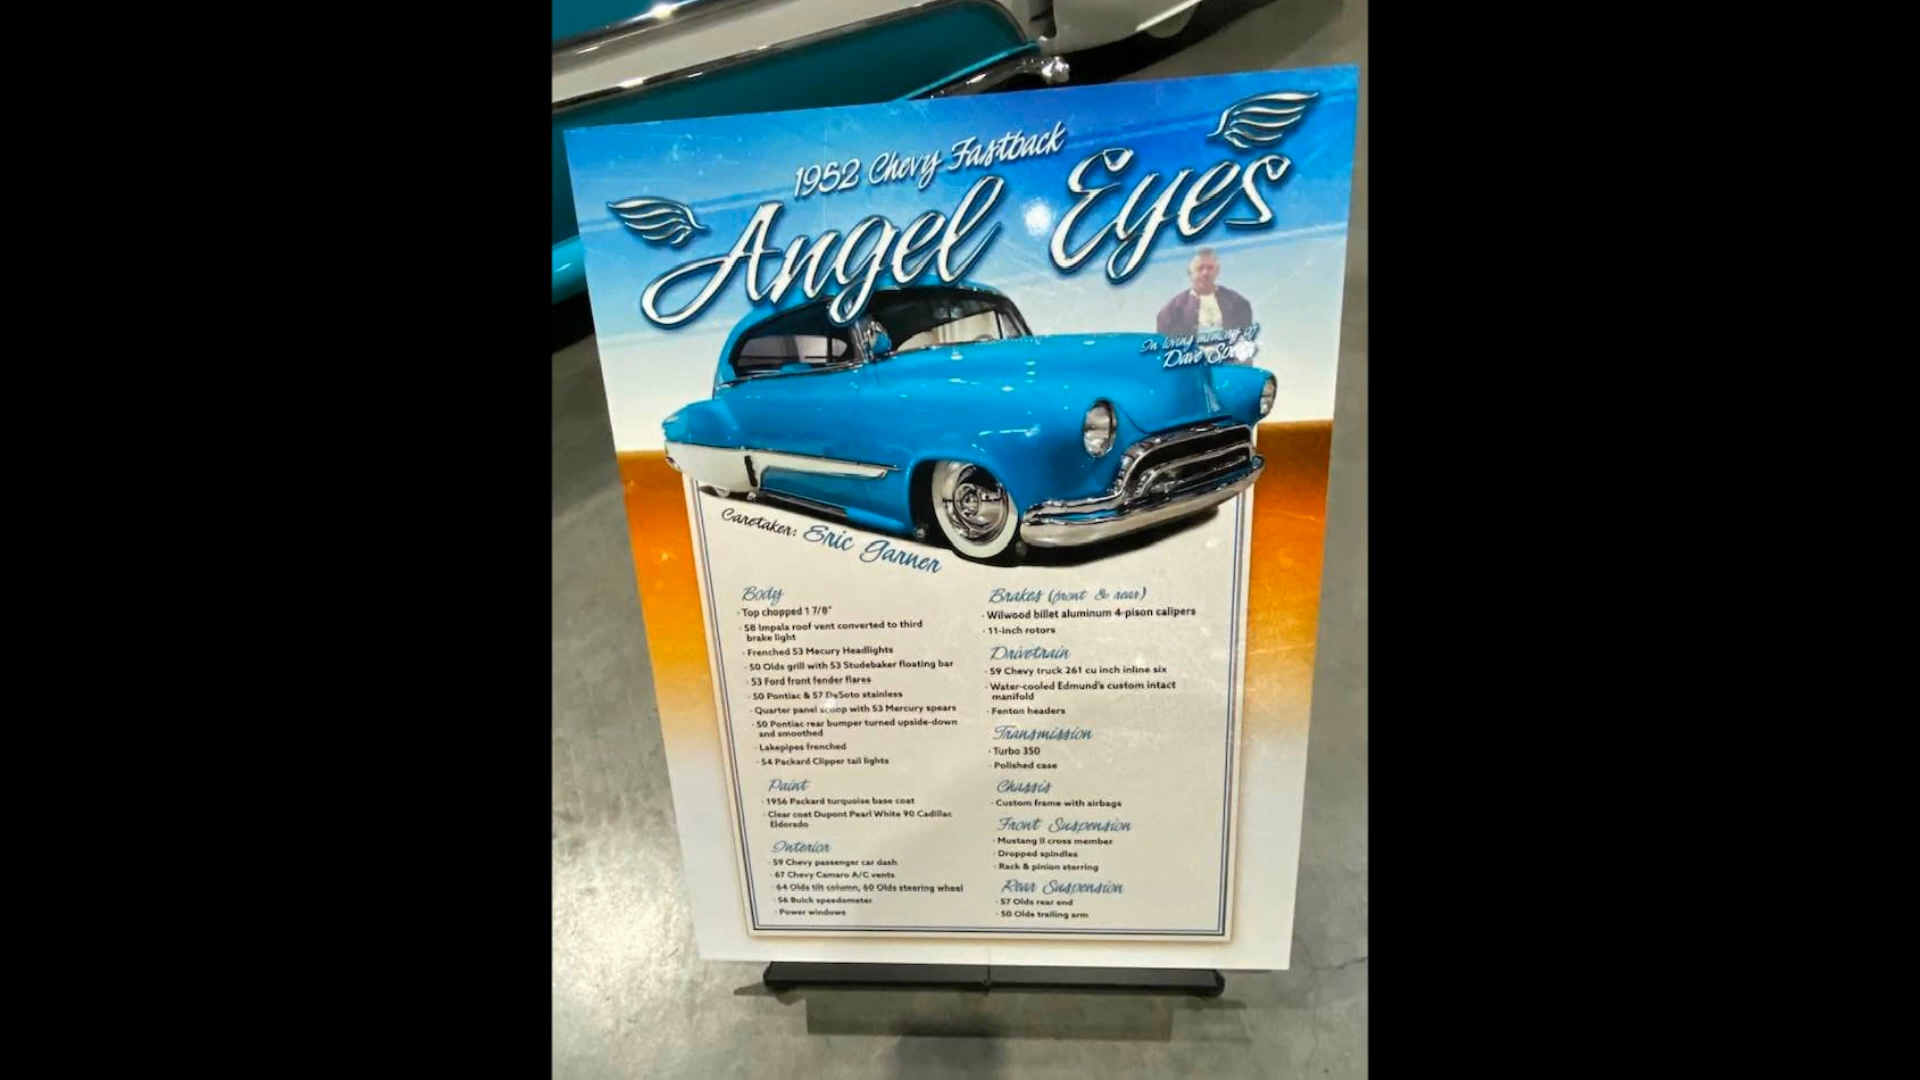 1952 Chevy Fastback
Angel Eyes
In loving memory of
Dave
Caretaker: Eric Garner
Body
· Top chopped 1 7/8"
· 58 Impala roof vent converted to third
brake light
· Frenched 53 Mecury Headlights
· 50 Olds grill with 53 Studebaker floating bar
· 53 Ford front fender flares
· 50 Pontiac & 57 DeSoto stainless
· Quarter panel scoop with 53 Mercury spears
· 50 Pontiac rear bumper turned upside-down
and smoothed
· Lakepipes frenched
· 54 Packard Clipper tail lights
Paint
· 1956 Packard turquoise base coat
· Clear coat Dupont Pearl White 90 Cadillac
Eldorado
Interior
· 59 Chevy passenger car dash
· 67 Chevy Camaro A/C vents
· 64 Olds tilt column, 60 Olds steering wheel
· 56 Buick speedometer
· Power windows
Brakes (front & rear)
· Wilwood billet aluminum 4-pison calipers
· 11-inch rotors
Drivetrain
· 59 Chevy truck 261 cu inch inline six
· Water-cooled Edmund's custom intact
manifold
· Fenton headers
Transmission
· Turbo 350
· Polished case
Chassis
· Custom frame with airbags
Front Suspension
· Mustang II cross member
· Dropped spindles
· Rack & pinion sterring
Rear Suspension
· 57 Olds rear end
· 50 Olds trailing arm